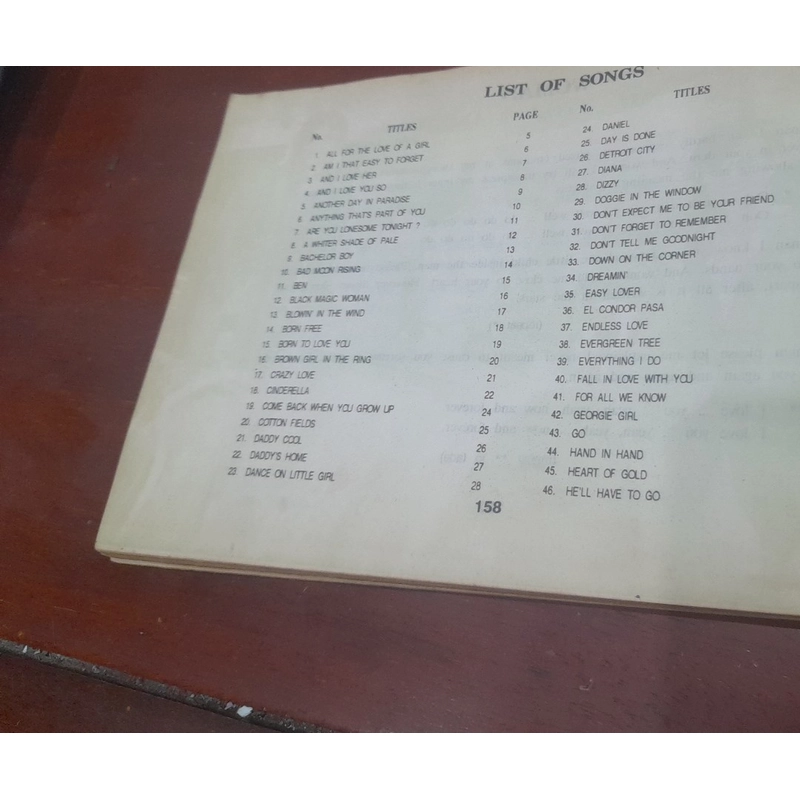 LIST OF SONGS
No. TITLES PAGE
1. ALL FOR THE LOVE OF A GIRL 5
2. AM I THAT EASY TO FORGET 6
3. AND I LOVE HER 7
4. AND I LOVE YOU SO 8
5. ANOTHER DAY IN PARADISE 9
6. ANYTHING THAT'S PART OF YOU 10
7. ARE YOU LONESOME TONIGHT ? 11
8. A WHITER SHADE OF PALE 12
9. BACHELOR BOY 13
10. BAD MOON RISING 14
11. BEN 15
12. BLACK MAGIC WOMAN 16
13. BLOWIN' IN THE WIND 17
14. BORN FREE 18
15. BORN TO LOVE YOU 19
16. BROWN GIRL IN THE RING 20
17. CRAZY LOVE 21
18. CINDERELLA 22
19. COME BACK WHEN YOU GROW UP 24
20. COTTON FIELDS 25
21. DADDY COOL 26
22. DADDY'S HOME 27
23. DANCE ON LITTLE GIRL 28
No. TITLES
24. DANIEL
25. DAY IS DONE
26. DETROIT CITY
27. DIANA
28. DIZZY
29. DOGGIE IN THE WINDOW
30. DON'T EXPECT ME TO BE YOUR FRIEND
31. DON'T FORGET TO REMEMBER
32. DON'T TELL ME GOODNIGHT
33. DOWN ON THE CORNER
34. DREAMIN'
35. EASY LOVER
36. EL CONDOR PASA
37. ENDLESS LOVE
38. EVERGREEN TREE
39. EVERYTHING I DO
40. FALL IN LOVE WITH YOU
41. FOR ALL WE KNOW
42. GEORGIE GIRL
43. GO
44. HAND IN HAND
45. HEART OF GOLD
46. HE'LL HAVE TO GO
158